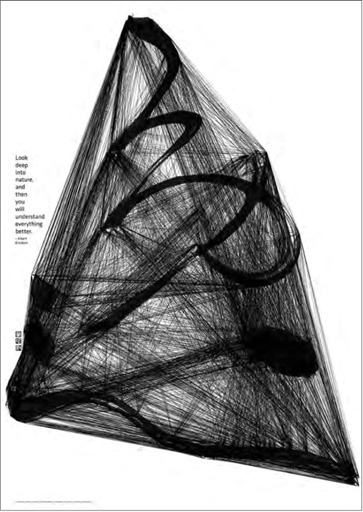 Look
deep
into
nature,
and
then
you
will
understand
everything
better.
- Albert
Einstein